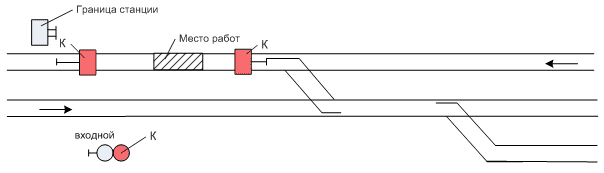 Граница станции
К
Место работ
К
входной
К